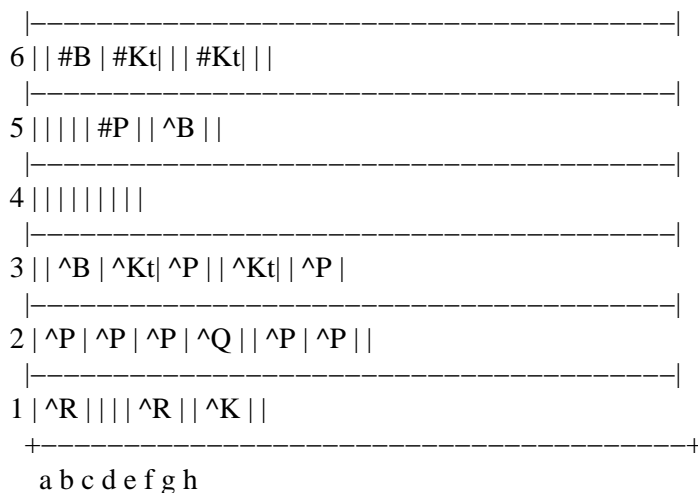 |---------------------------------------|
6 | | #B | #Kt| | | #Kt| | |
|---------------------------------------|
5 | | | | | #P | | ^B | |
|---------------------------------------|
4 | | | | | | | | |
|---------------------------------------|
3 | | ^B | ^Kt| ^P | | ^Kt| | ^P |
|---------------------------------------|
2 | ^P | ^P | ^P | ^Q | | ^P | ^P | |
|---------------------------------------|
1 | ^R | | | | ^R | | ^K | |
+---------------------------------------+
a b c d e f g h